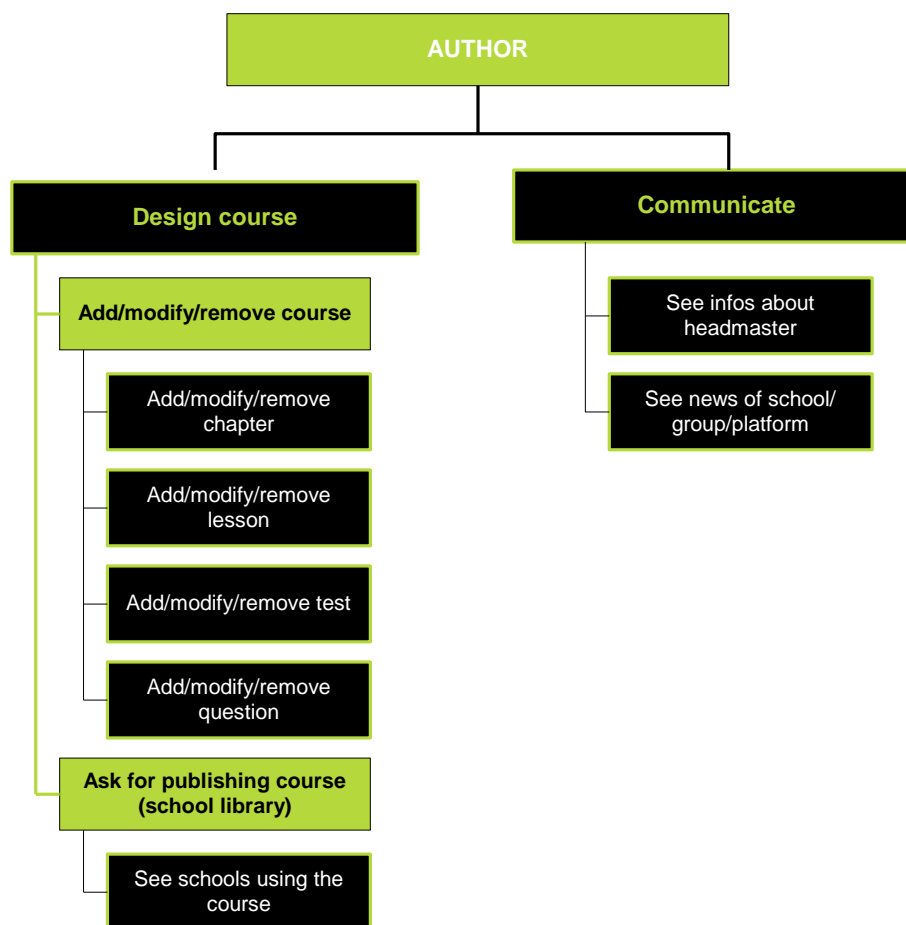 AUTHOR
Design course
Add/modify/remove course
Add/modify/remove
chapter
Add/modify/remove
lesson
Add/modify/remove test
Add/modify/remove
question
Ask for publishing course
(school library)
See schools using the
course
Communicate
See infos about
headmaster
See news of school/
group/platform